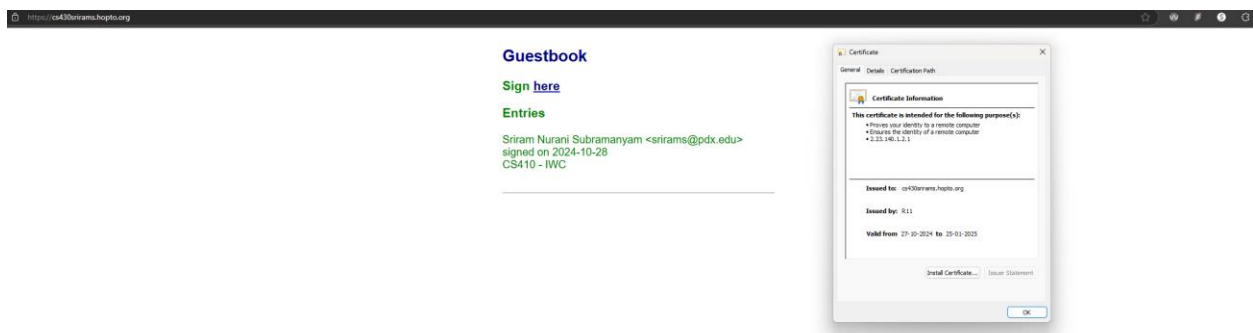 https://cs430srirams.hopto.org
Guestbook
Sign here
Entries
Sriram Nurani Subramanyam <srirams@pdx.edu>
signed on 2024-10-28
CS410 - IWC
Certificate
General Details Certification Path
Certificate Information
This certificate is intended for the following purpose(s):
• Proves your identity to a remote computer
• Ensures the identity of a remote computer
• 2.23.140.1.2.1
Issued to: cs430srirams.hopto.org
Issued by: R11
Valid from 27-10-2024 to 25-01-2025
Install Certificate... Issuer Statement
OK